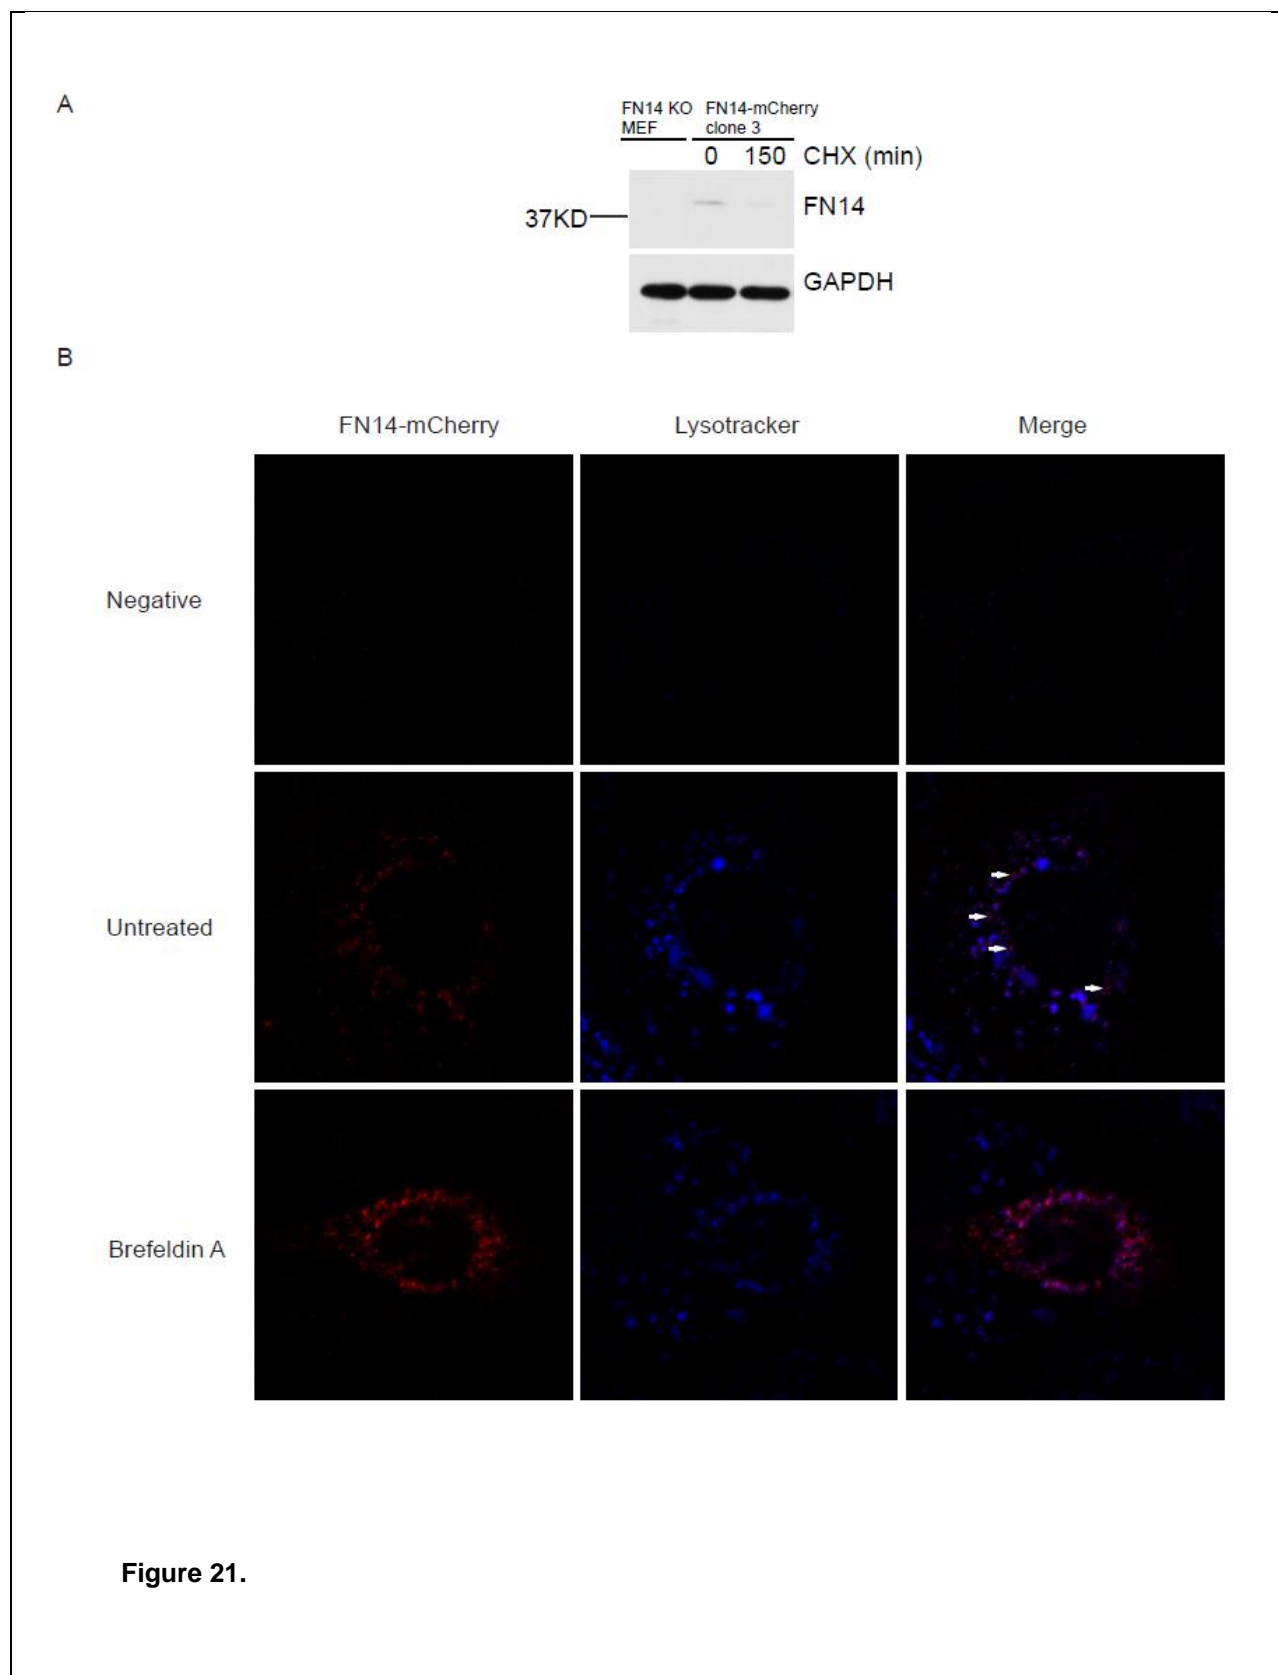 A
FN14 KO FN14-mCherry
MEF clone 3
0 150 CHX (min)
37KD
FN14
GAPDH
B
FN14-mCherry Lysotracker Merge
Negative
Untreated
Brefeldin A
Figure 21.